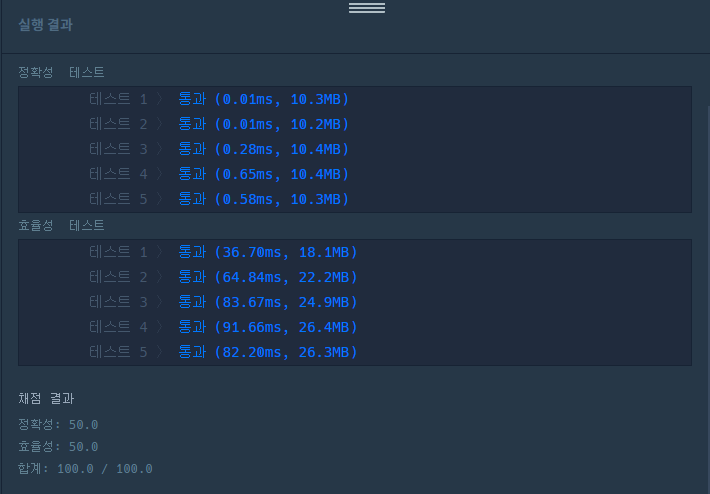 실행 결과
정확성 테스트
테스트 1 〉 통과 (0.01ms, 10.3MB)
테스트 2 〉 통과 (0.01ms, 10.2MB)
테스트 3 〉 통과 (0.28ms, 10.4MB)
테스트 4 〉 통과 (0.65ms, 10.4MB)
테스트 5 〉 통과 (0.58ms, 10.3MB)
효율성 테스트
테스트 1 〉 통과 (36.70ms, 18.1MB)
테스트 2 〉 통과 (64.84ms, 22.2MB)
테스트 3 〉 통과 (83.67ms, 24.9MB)
테스트 4 〉 통과 (91.66ms, 26.4MB)
테스트 5 〉 통과 (82.20ms, 26.3MB)
채점 결과
정확성: 50.0
효율성: 50.0
합계: 100.0 / 100.0